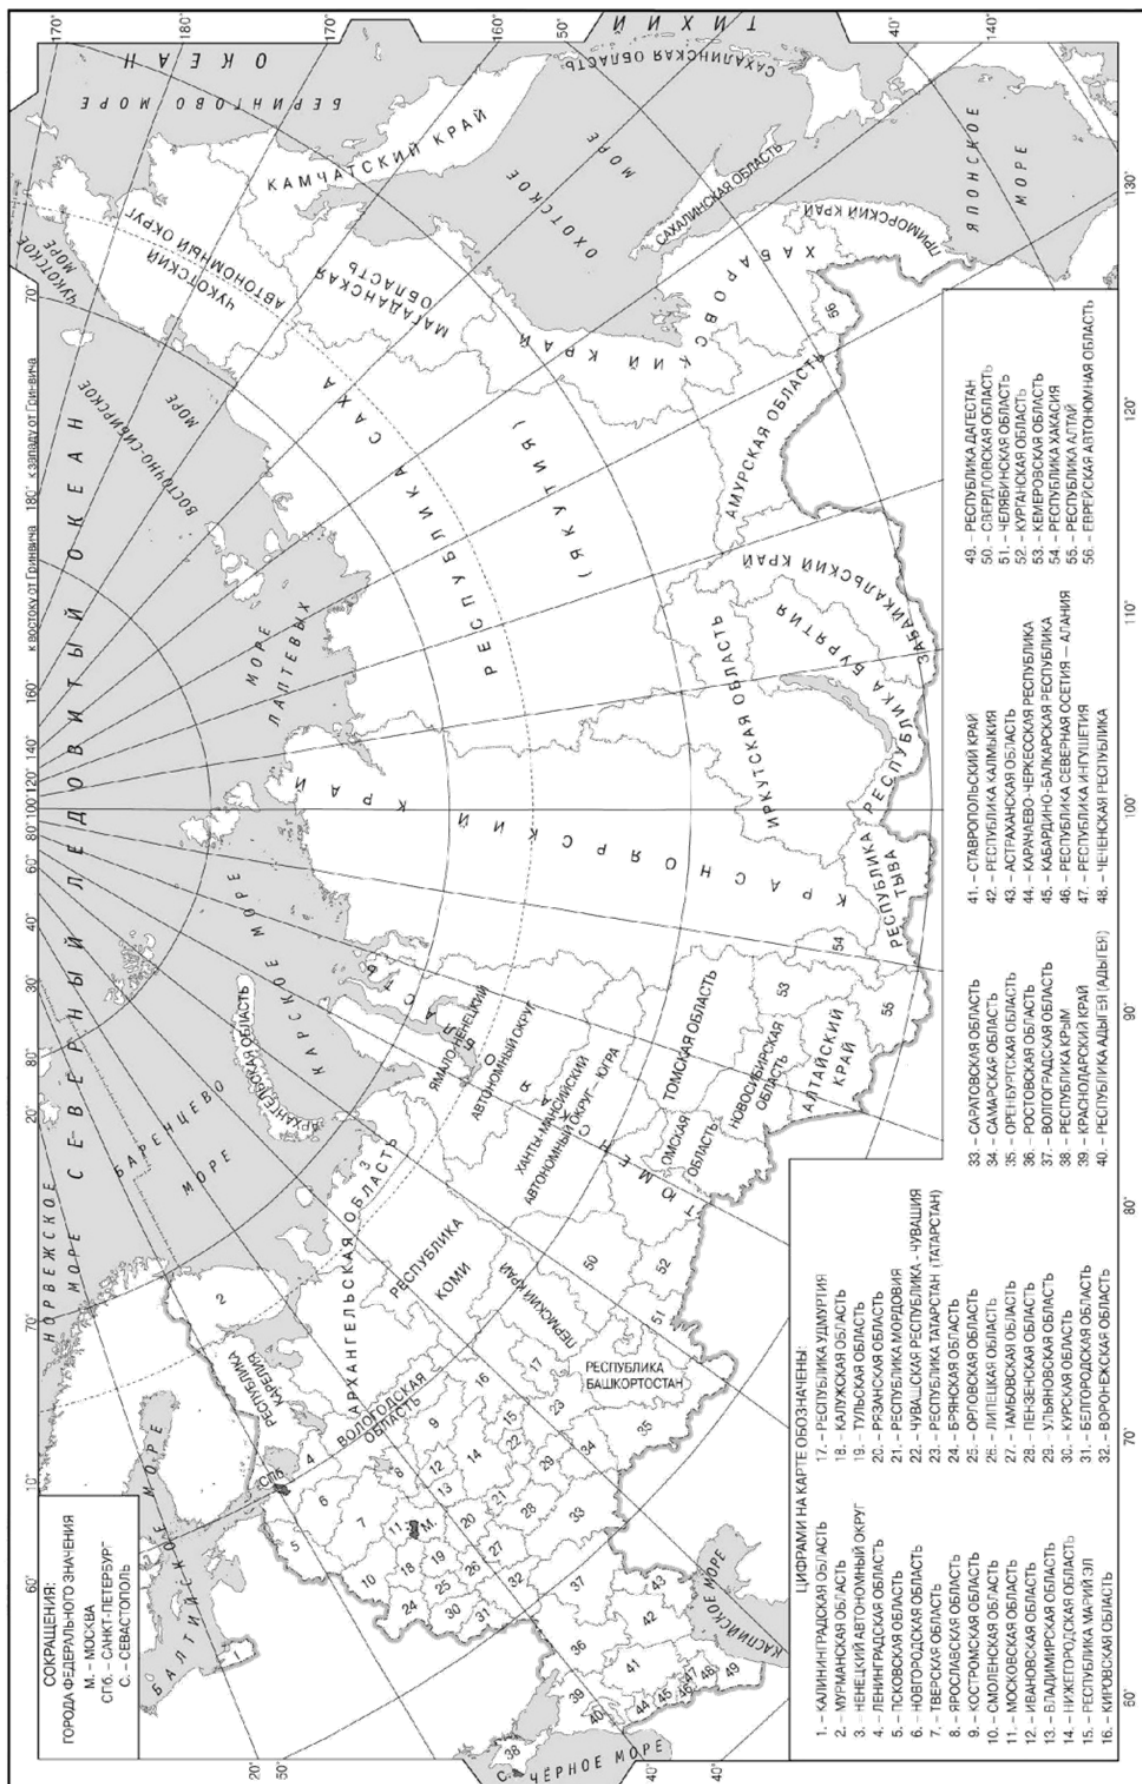 СОКРАЩЕНИЯ:
ГОРОДА ФЕДЕРАЛЬНОГО ЗНАЧЕНИЯ
М. – МОСКВА
СПб. – САНКТ-ПЕТЕРБУРГ
С. – СЕВАСТОПОЛЬ
СЕВЕРНЫЙ ЛЕДОВИТЫЙ ОКЕАН
к востоку от Гринвича 180° к западу от Гринвича
НОРВЕЖСКОЕ
МОРЕ
БАРЕНЦЕВО
МОРЕ
КАРСКОЕ МОРЕ
МОРЕ
ЛАПТЕВЫХ
ВОСТОЧНО-СИБИРСКОЕ
МОРЕ
ЧУКОТСКОЕ
МОРЕ
БЕРИНГОВО МОРЕ
ТИХИЙ
ОКЕАН
ОХОТСКОЕ
МОРЕ
ЯПОНСКОЕ
МОРЕ
БАЛТИЙСКОЕ МОРЕ
ЧЁРНОЕ МОРЕ
КАСПИЙСКОЕ МОРЕ
АРХАНГЕЛЬСКАЯ ОБЛАСТЬ
РЕСПУБЛИКА
КАРЕЛИЯ
АРХАНГЕЛЬСКАЯ ОБЛАСТЬ
ВОЛОГОДСКАЯ
ОБЛАСТЬ
РЕСПУБЛИКА
КОМИ
ПЕРМСКИЙ КРАЙ
РЕСПУБЛИКА
БАШКОРТОСТАН
ЯМАЛО-НЕНЕЦКИЙ
АВТОНОМНЫЙ ОКРУГ
ХАНТЫ-МАНСИЙСКИЙ
АВТОНОМНЫЙ ОКРУГ – ЮГРА
ТЮМЕНСКАЯ ОБЛАСТЬ
ОМСКАЯ
ОБЛАСТЬ
ТОМСКАЯ ОБЛАСТЬ
НОВОСИБИРСКАЯ
ОБЛАСТЬ
АЛТАЙСКИЙ
КРАЙ
КРАСНОЯРСКИЙ КРАЙ
РЕСПУБЛИКА
ТЫВА
ИРКУТСКАЯ ОБЛАСТЬ
РЕСПУБЛИКА БУРЯТИЯ
ЗАБАЙКАЛЬСКИЙ КРАЙ
РЕСПУБЛИКА САХА
(ЯКУТИЯ)
АМУРСКАЯ ОБЛАСТЬ
ХАБАРОВСКИЙ КРАЙ
ПРИМОРСКИЙ КРАЙ
САХАЛИНСКАЯ ОБЛАСТЬ
САХАЛИНСКАЯ ОБЛАСТЬ
МАГАДАНСКАЯ
ОБЛАСТЬ
ЧУКОТСКИЙ
АВТОНОМНЫЙ ОКРУГ
КАМЧАТСКИЙ КРАЙ
СПб.
М.
С.
ЦИФРАМИ НА КАРТЕ ОБОЗНАЧЕНЫ:
1. – КАЛИНИНГРАДСКАЯ ОБЛАСТЬ
2. – МУРМАНСКАЯ ОБЛАСТЬ
3. – НЕНЕЦКИЙ АВТОНОМНЫЙ ОКРУГ
4. – ЛЕНИНГРАДСКАЯ ОБЛАСТЬ
5. – ПСКОВСКАЯ ОБЛАСТЬ
6. – НОВГОРОДСКАЯ ОБЛАСТЬ
7. – ТВЕРСКАЯ ОБЛАСТЬ
8. – ЯРОСЛАВСКАЯ ОБЛАСТЬ
9. – КОСТРОМСКАЯ ОБЛАСТЬ
10. – СМОЛЕНСКАЯ ОБЛАСТЬ
11. – МОСКОВСКАЯ ОБЛАСТЬ
12. – ИВАНОВСКАЯ ОБЛАСТЬ
13. – ВЛАДИМИРСКАЯ ОБЛАСТЬ
14. – НИЖЕГОРОДСКАЯ ОБЛАСТЬ
15. – РЕСПУБЛИКА МАРИЙ ЭЛ
16. – КИРОВСКАЯ ОБЛАСТЬ
17. – РЕСПУБЛИКА УДМУРТИЯ
18. – КАЛУЖСКАЯ ОБЛАСТЬ
19. – ТУЛЬСКАЯ ОБЛАСТЬ
20. – РЯЗАНСКАЯ ОБЛАСТЬ
21. – РЕСПУБЛИКА МОРДОВИЯ
22. – ЧУВАШСКАЯ РЕСПУБЛИКА - ЧУВАШИЯ
23. – РЕСПУБЛИКА ТАТАРСТАН (ТАТАРСТАН)
24. – БРЯНСКАЯ ОБЛАСТЬ
25. – ОРЛОВСКАЯ ОБЛАСТЬ
26. – ЛИПЕЦКАЯ ОБЛАСТЬ
27. – ТАМБОВСКАЯ ОБЛАСТЬ
28. – ПЕНЗЕНСКАЯ ОБЛАСТЬ
29. – УЛЬЯНОВСКАЯ ОБЛАСТЬ
30. – КУРСКАЯ ОБЛАСТЬ
31. – БЕЛГОРОДСКАЯ ОБЛАСТЬ
32. – ВОРОНЕЖСКАЯ ОБЛАСТЬ
33. – САРАТОВСКАЯ ОБЛАСТЬ
34. – САМАРСКАЯ ОБЛАСТЬ
35. – ОРЕНБУРГСКАЯ ОБЛАСТЬ
36. – РОСТОВСКАЯ ОБЛАСТЬ
37. – ВОЛГОГРАДСКАЯ ОБЛАСТЬ
38. – РЕСПУБЛИКА КРЫМ
39. – КРАСНОДАРСКИЙ КРАЙ
40. – РЕСПУБЛИКА АДЫГЕЯ (АДЫГЕЯ)
41. – СТАВРОПОЛЬСКИЙ КРАЙ
42. – РЕСПУБЛИКА КАЛМЫКИЯ
43. – АСТРАХАНСКАЯ ОБЛАСТЬ
44. – КАРАЧАЕВО-ЧЕРКЕССКАЯ РЕСПУБЛИКА
45. – КАБАРДИНО-БАЛКАРСКАЯ РЕСПУБЛИКА
46. – РЕСПУБЛИКА СЕВЕРНАЯ ОСЕТИЯ — АЛАНИЯ
47. – РЕСПУБЛИКА ИНГУШЕТИЯ
48. – ЧЕЧЕНСКАЯ РЕСПУБЛИКА
49. – РЕСПУБЛИКА ДАГЕСТАН
50. – СВЕРДЛОВСКАЯ ОБЛАСТЬ
51. – ЧЕЛЯБИНСКАЯ ОБЛАСТЬ
52. – КУРГАНСКАЯ ОБЛАСТЬ
53. – КЕМЕРОВСКАЯ ОБЛАСТЬ
54. – РЕСПУБЛИКА ХАКАСИЯ
55. – РЕСПУБЛИКА АЛТАЙ
56. – ЕВРЕЙСКАЯ АВТОНОМНАЯ ОБЛАСТЬ